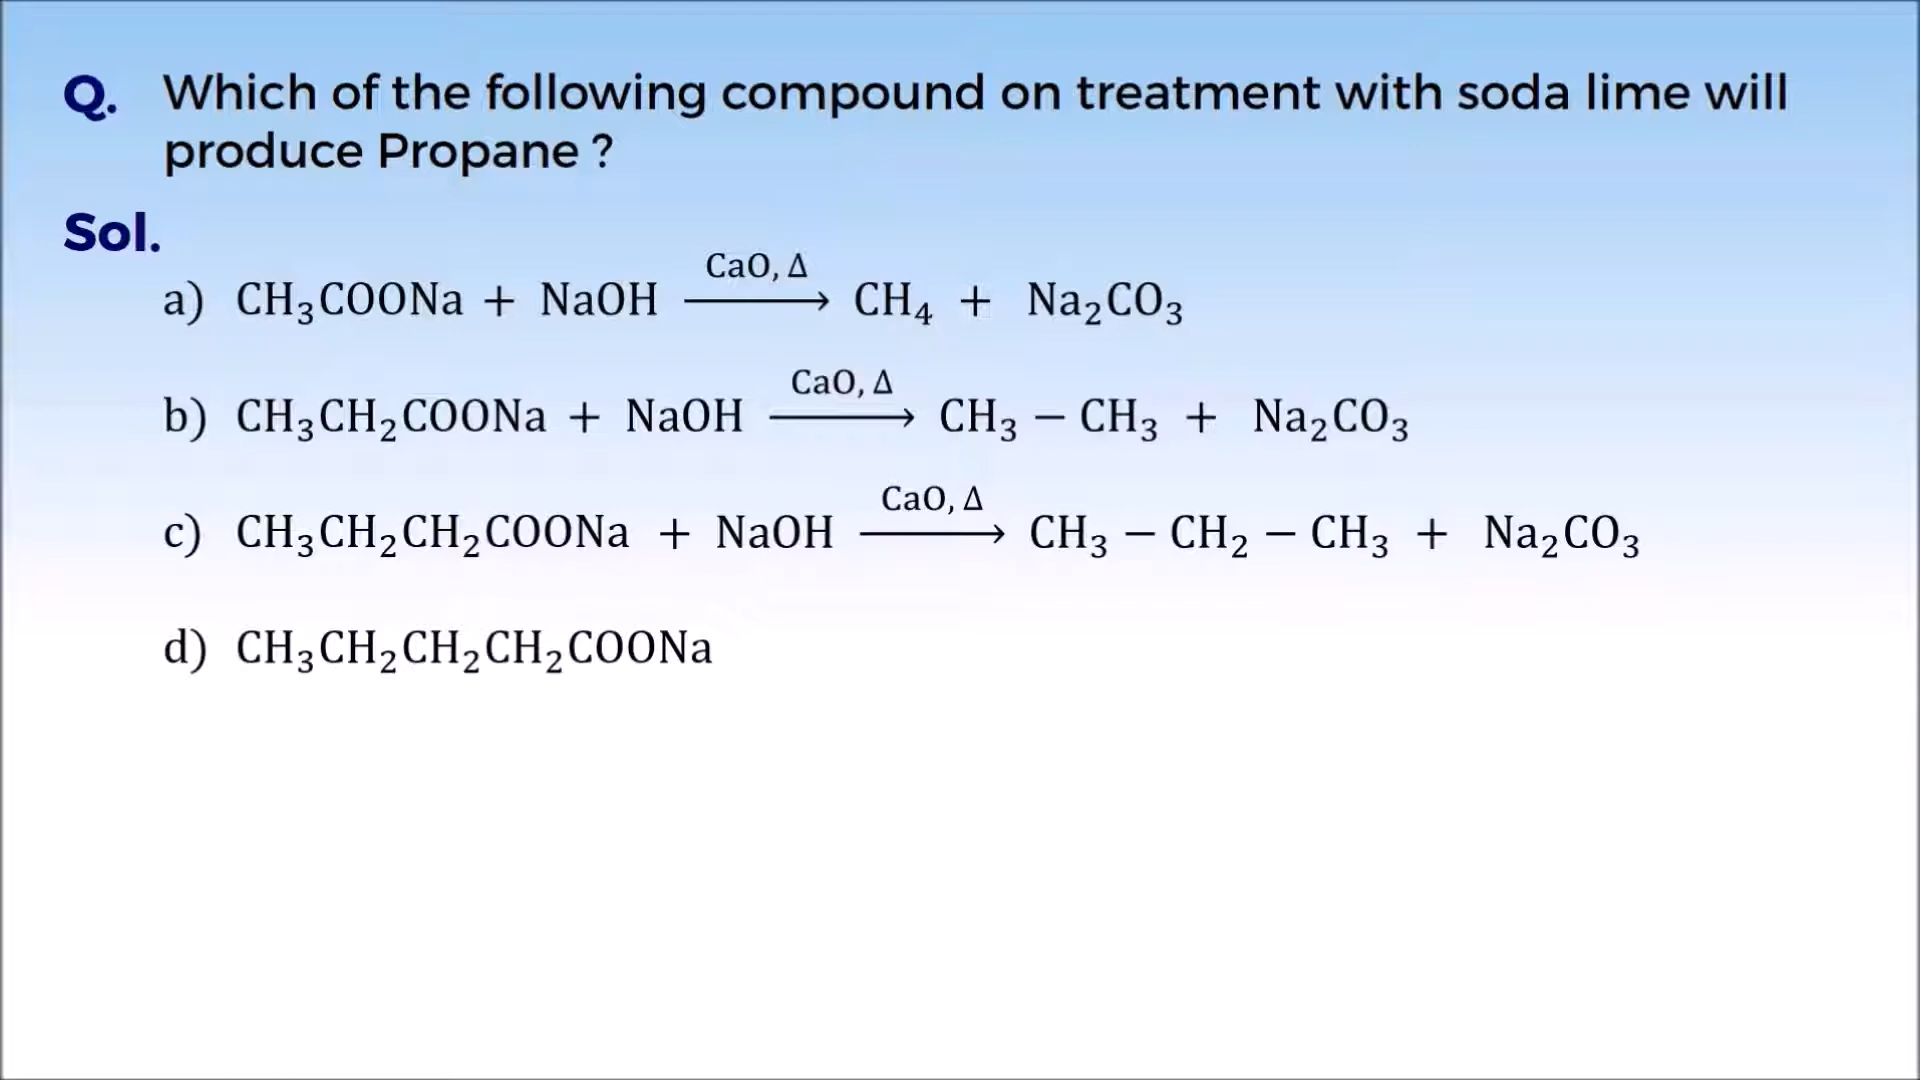 Q. Which of the following compound on treatment with soda lime will
produce Propane ?
Sol.
a) CH₃COONa + NaOH CaO, Δ ⟶ CH₄ + Na₂CO₃
b) CH₃CH₂COONa + NaOH CaO, Δ ⟶ CH₃ − CH₃ + Na₂CO₃
c) CH₃CH₂CH₂COONa + NaOH CaO, Δ ⟶ CH₃ − CH₂ − CH₃ + Na₂CO₃
d) CH₃CH₂CH₂CH₂COONa